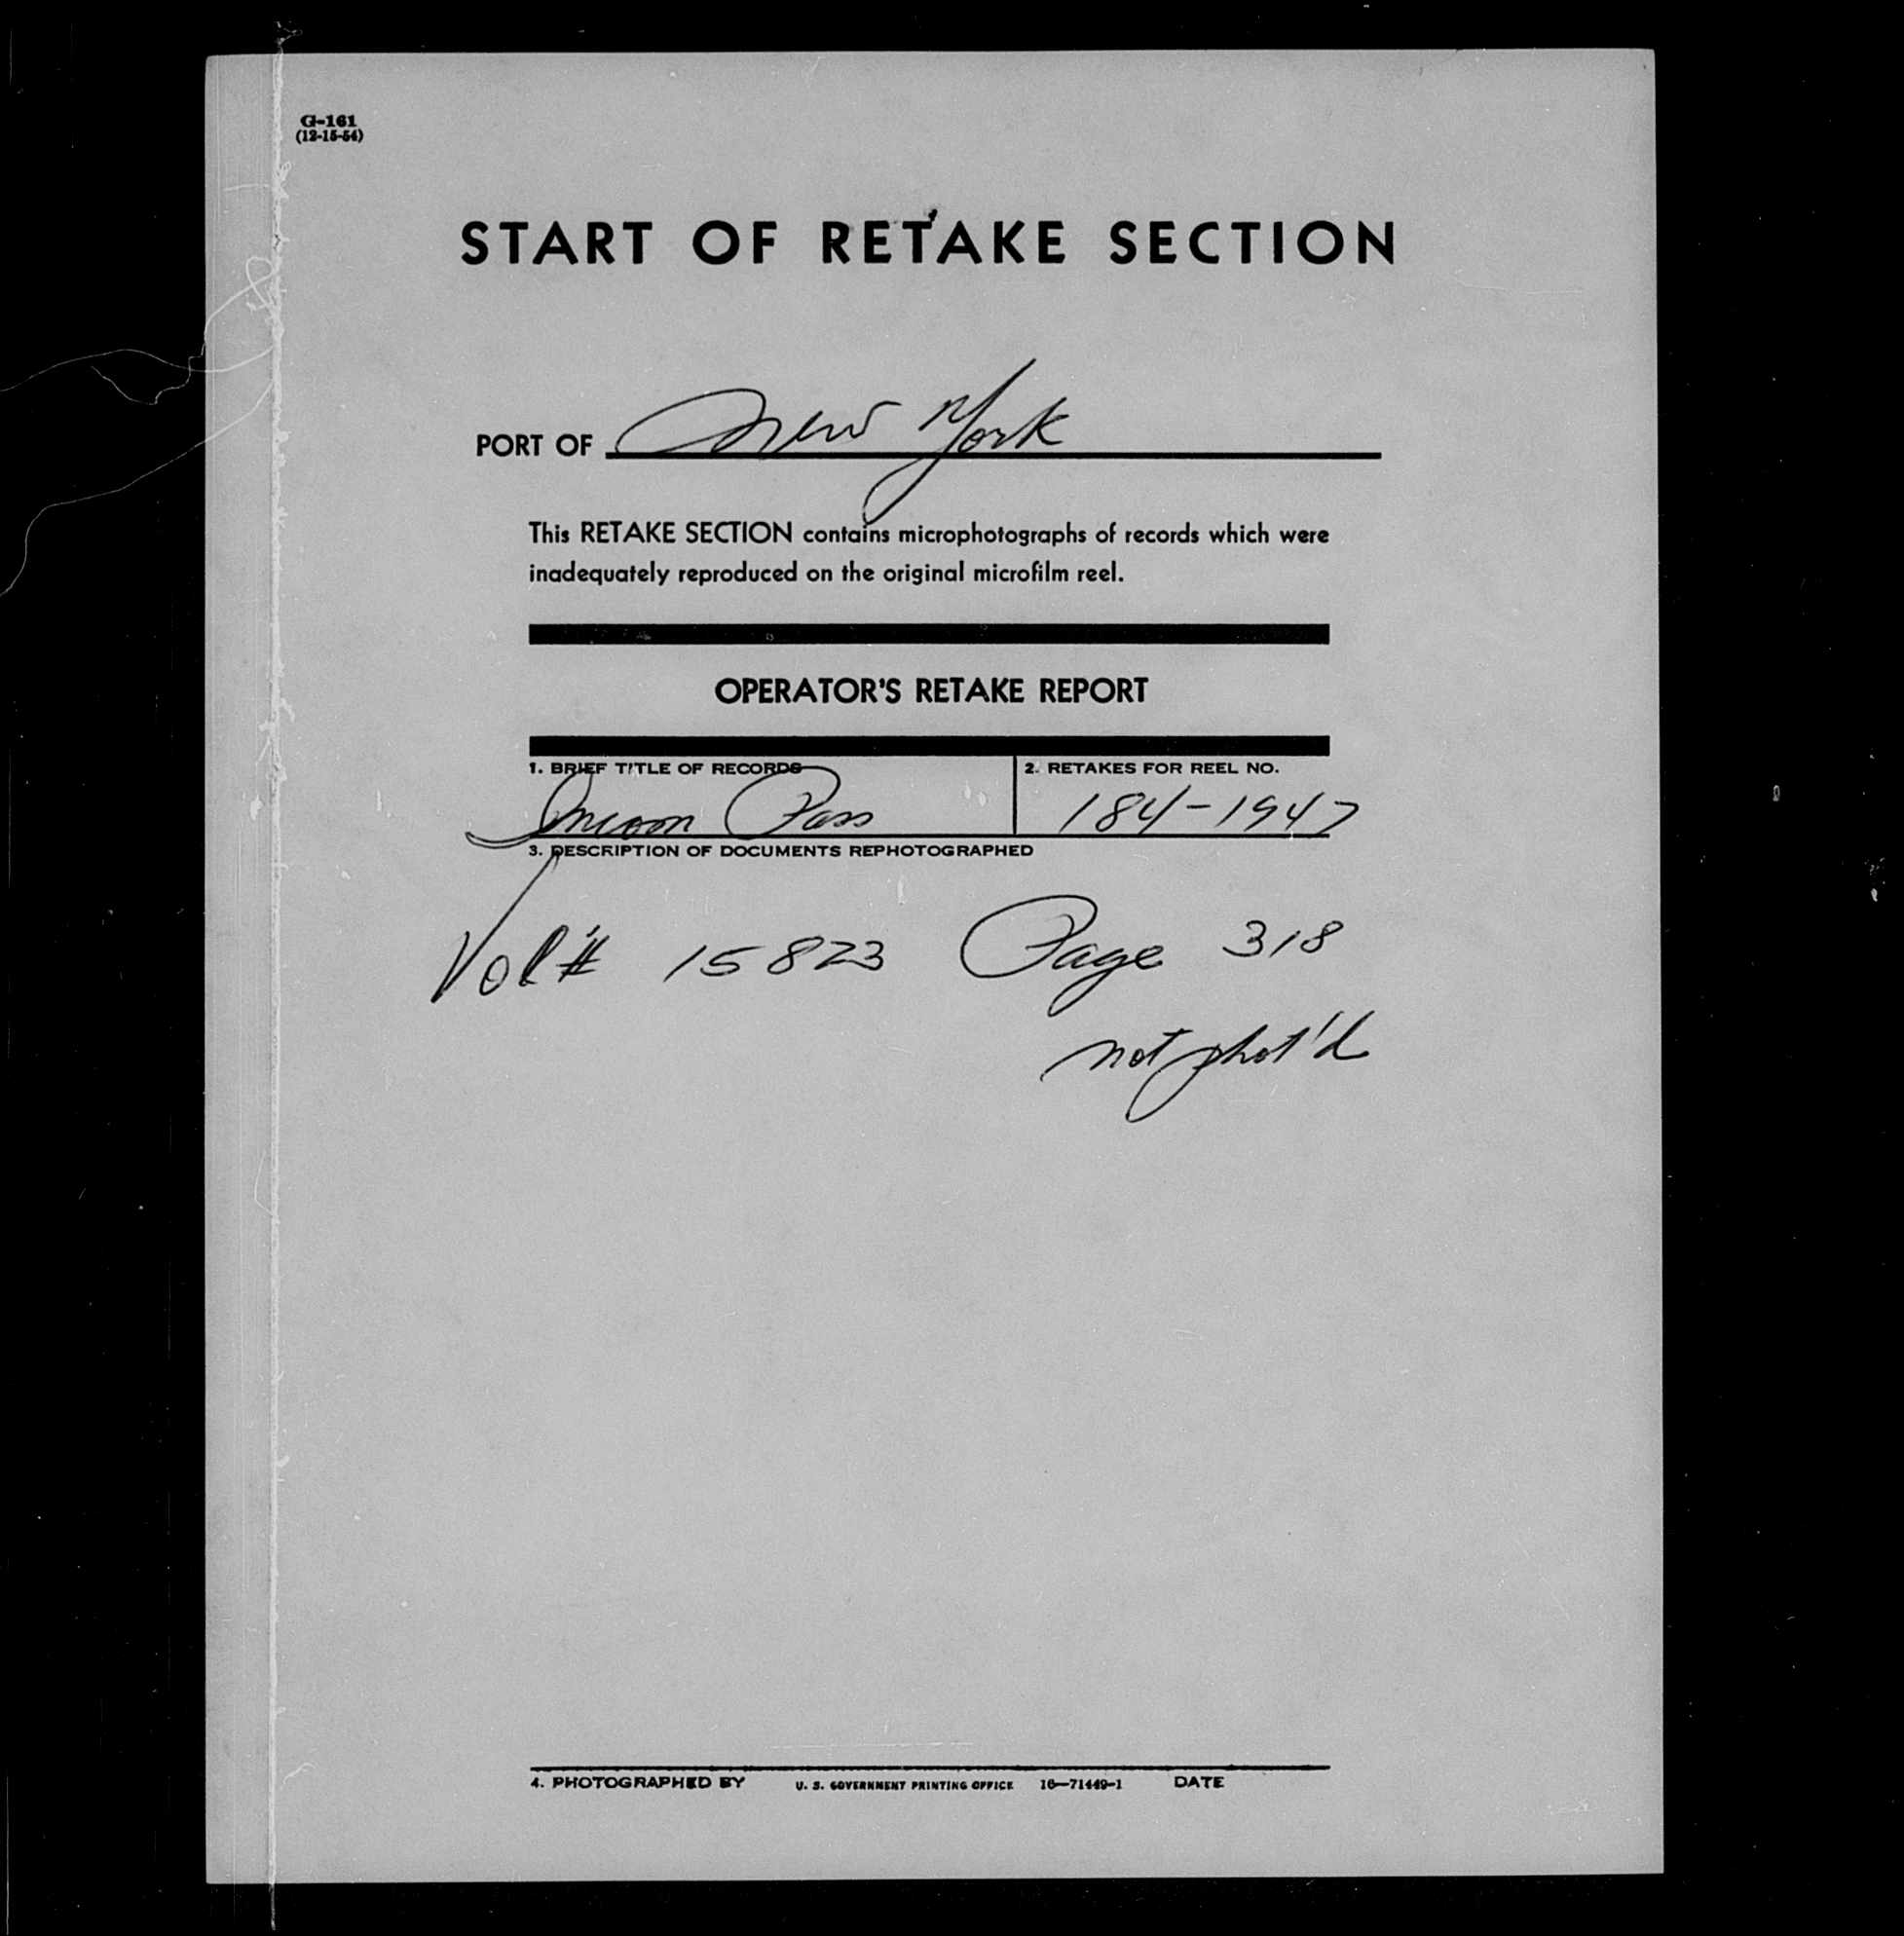 G-161
(12-15-54)
START OF RETAKE SECTION
PORT OF New York
This RETAKE SECTION contains microphotographs of records which were
inadequately reproduced on the original microfilm reel.
OPERATOR'S RETAKE REPORT
1. BRIEF TITLE OF RECORDS 2. RETAKES FOR REEL NO.
Pass 184-1947
3. DESCRIPTION OF DOCUMENTS REPHOTOGRAPHED
Vol # 15823 Page 318
not phot'd
4. PHOTOGRAPHED BY U. S. GOVERNMENT PRINTING OFFICE 16—71449-1 DATE